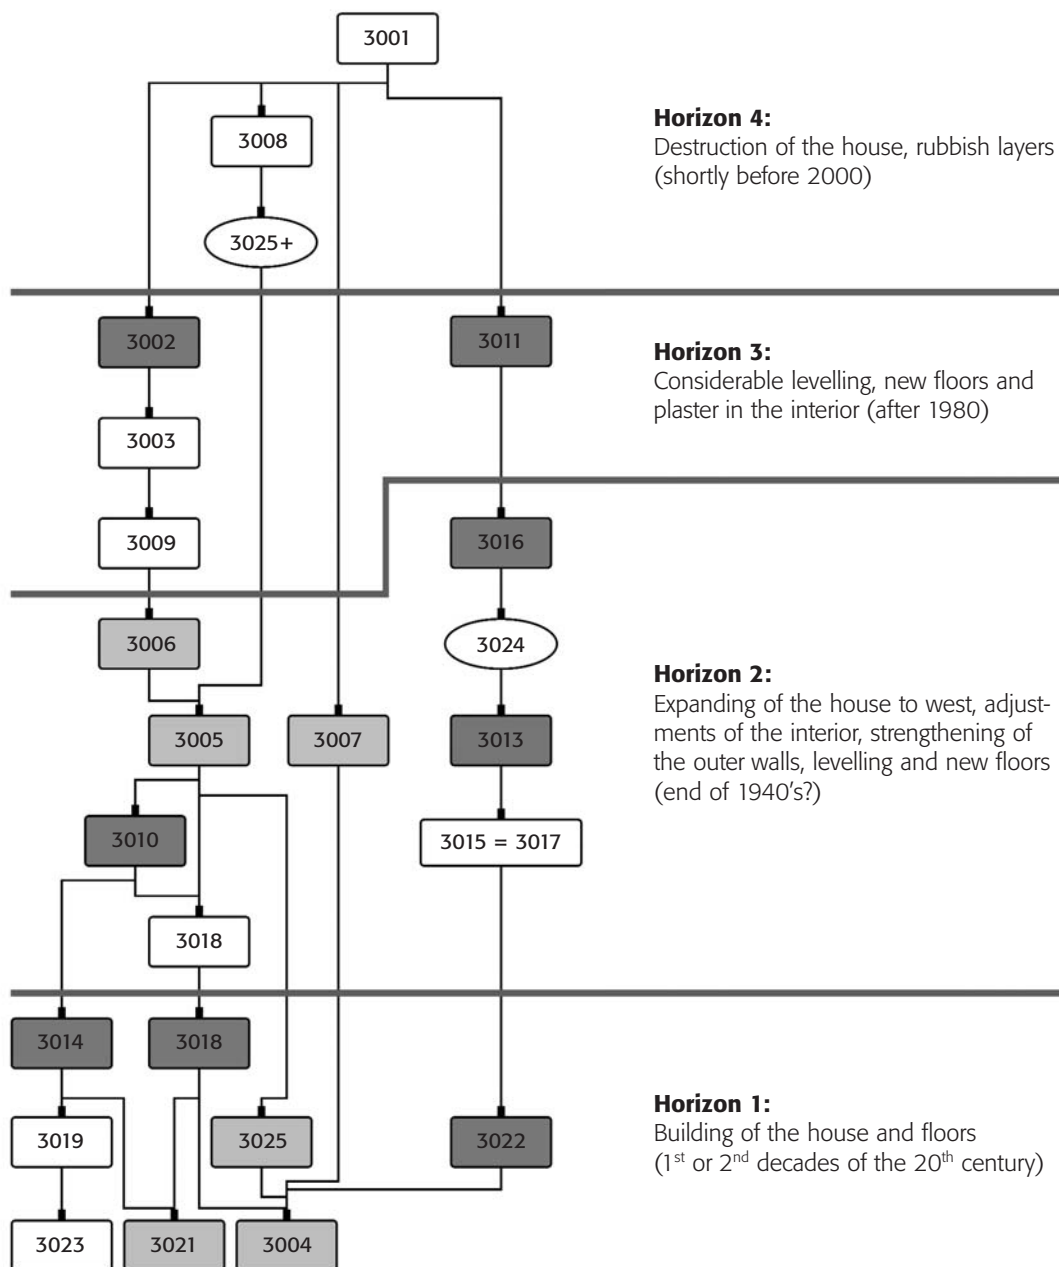 3001
3008
3025+
Horizon 4:
Destruction of the house, rubbish layers
(shortly before 2000)
3002
3011
3003
3009
Horizon 3:
Considerable levelling, new floors and
plaster in the interior (after 1980)
3016
3006
3024
3005
3007
3013
3010
3015 = 3017
3018
Horizon 2:
Expanding of the house to west, adjust-
ments of the interior, strengthening of
the outer walls, levelling and new floors
(end of 1940's?)
3014
3018
3019
3025
3022
3023
3021
3004
Horizon 1:
Building of the house and floors
(1st or 2nd decades of the 20th century)